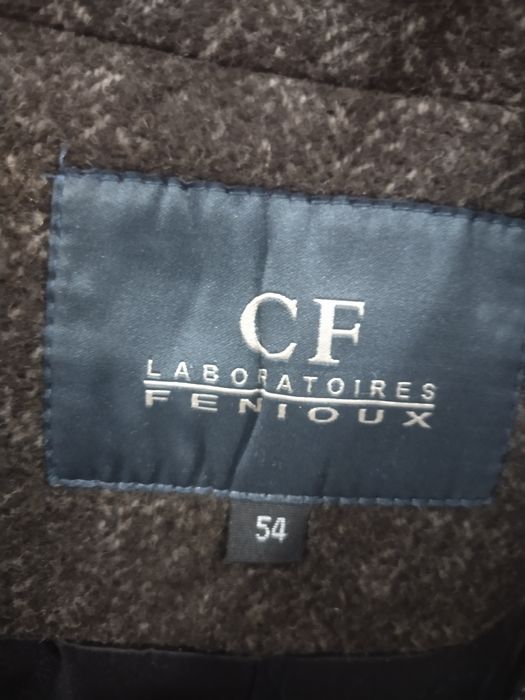 CF
LABORATOIRES
FENIOUX
54